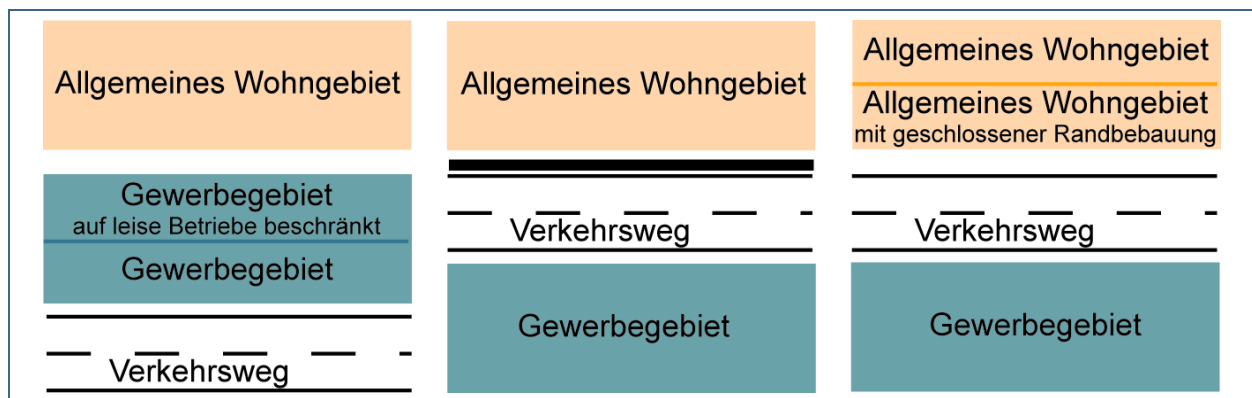 Allgemeines Wohngebiet
Gewerbegebiet
auf leise Betriebe beschränkt
Gewerbegebiet
Verkehrsweg
Allgemeines Wohngebiet
Verkehrsweg
Gewerbegebiet
Allgemeines Wohngebiet
Allgemeines Wohngebiet
mit geschlossener Randbebauung
Verkehrsweg
Gewerbegebiet